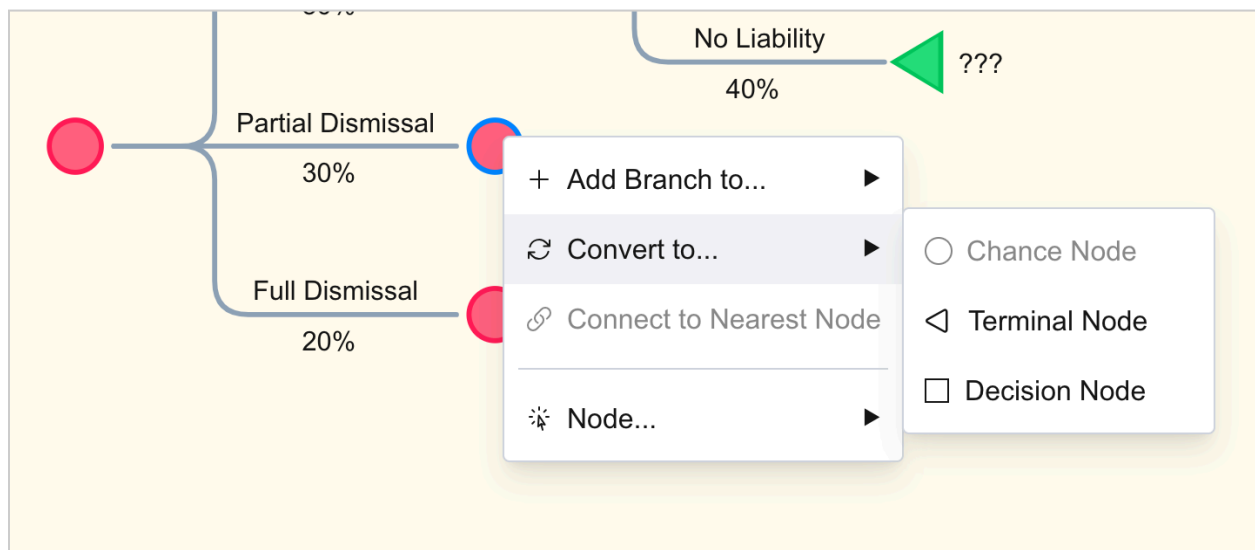 No Liability
40%
???
Partial Dismissal
30%
Full Dismissal
20%
Add Branch to...
Convert to...
Connect to Nearest Node
Node...
Chance Node
Terminal Node
Decision Node